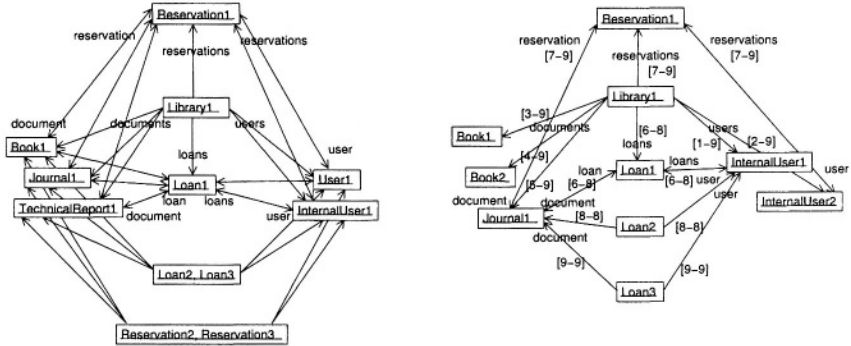 Reservation1
reservation
reservations
reservations
Library1
document
documents
users
Book1
loans
user
Journal1
Loan1
User1
TechnicalReport1
loan
loans
InternalUser1
document
user
Loan2, Loan3
Reservation2, Reservation3
Reservation1
reservation
[7-9]
reservations
[7-9]
reservations
[7-9]
Library1
[3-9]
documents
[6-8]
users
[1-9]
[2-9]
Book1
loans
[4-9]
loan
loans
InternalUser1
Book2
Loan1
[5-9]
[6-8]
[6-8]
user
user
document
document
user
InternalUser2
Journal1
[8-8]
Loan2
[8-8]
document
[9-9]
[9-9]
Loan3